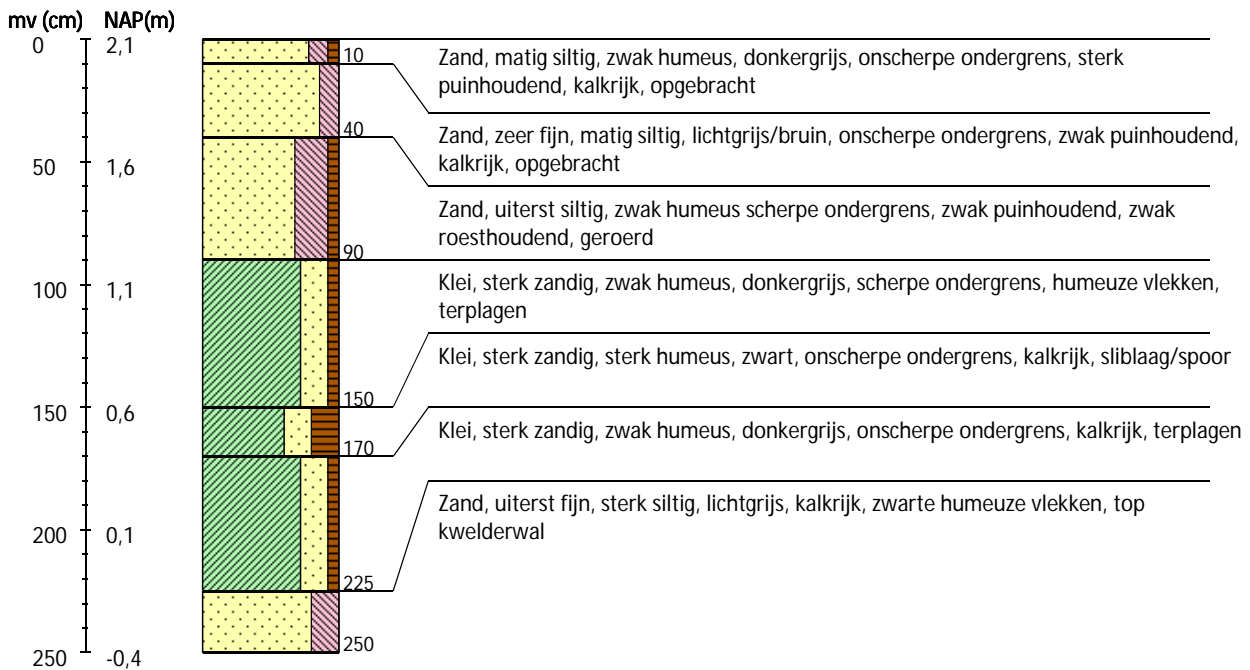 mv (cm) NAP(m)
0 2,1
10
Zand, matig siltig, zwak humeus, donkergrijs, onscherpe ondergrens, sterk
puinhoudend, kalkrijk, opgebracht
40
Zand, zeer fijn, matig siltig, lichtgrijs/bruin, onscherpe ondergrens, zwak puinhoudend,
kalkrijk, opgebracht
50 1,6
Zand, uiterst siltig, zwak humeus scherpe ondergrens, zwak puinhoudend, zwak
roesthoudend, geroerd
90
100 1,1
Klei, sterk zandig, zwak humeus, donkergrijs, scherpe ondergrens, humeuze vlekken,
terplagen
Klei, sterk zandig, sterk humeus, zwart, onscherpe ondergrens, kalkrijk, sliblaag/spoor
150
150 0,6
Klei, sterk zandig, zwak humeus, donkergrijs, onscherpe ondergrens, kalkrijk, terplagen
170
Zand, uiterst fijn, sterk siltig, lichtgrijs, kalkrijk, zwarte humeuze vlekken, top
kwelderwal
200 0,1
225
250
250 -0,4